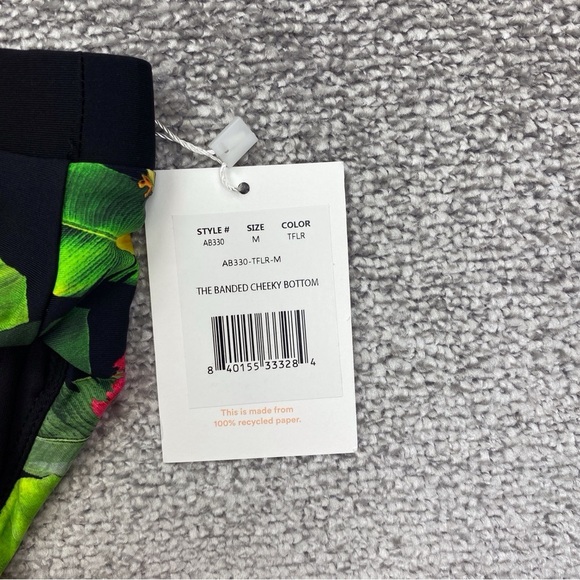 STYLE # SIZE COLOR
AB330 M TFLR
AB330-TFLR-M
THE BANDED CHEEKY BOTTOM
8 40155 33328 4
This is made from
100% recycled paper.